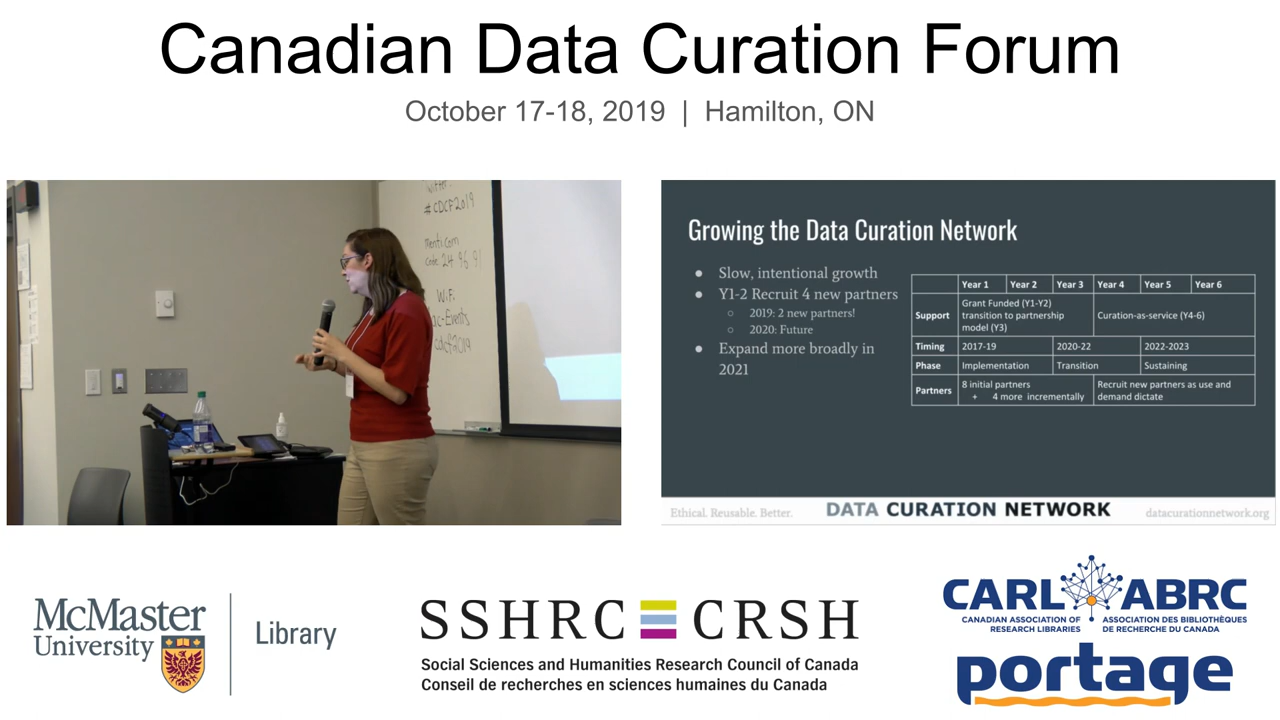 Canadian Data Curation Forum
October 17-18, 2019 | Hamilton, ON
#CDCF2019
menti.com
Code: 24 96 91
WiFi
cdcf2019
Growing the Data Curation Network
● Slow, intentional growth
● Y1-2 Recruit 4 new partners
○ 2019: 2 new partners!
○ 2020: Future
● Expand more broadly in
2021
Year 1 Year 2 Year 3 Year 4 Year 5 Year 6
Support
Grant Funded (Y1-Y2)
transition to partnership
model (Y3)
Curation-as-service (Y4-6)
Timing 2017-19 2020-22 2022-2023
Phase Implementation Transition Sustaining
Partners
8 initial partners
+ 4 more incrementally
Recruit new partners as use and
demand dictate
Ethical. Reusable. Better. DATA CURATION NETWORK datacurationnetwork.org
McMaster
University
Library
SSHRC CRSH
Social Sciences and Humanities Research Council of Canada
Conseil de recherches en sciences humaines du Canada
CARL ABRC
CANADIAN ASSOCIATION OF
RESEARCH LIBRARIES
ASSOCIATION DES BIBLIOTHÈQUES
DE RECHERCHE DU CANADA
portage